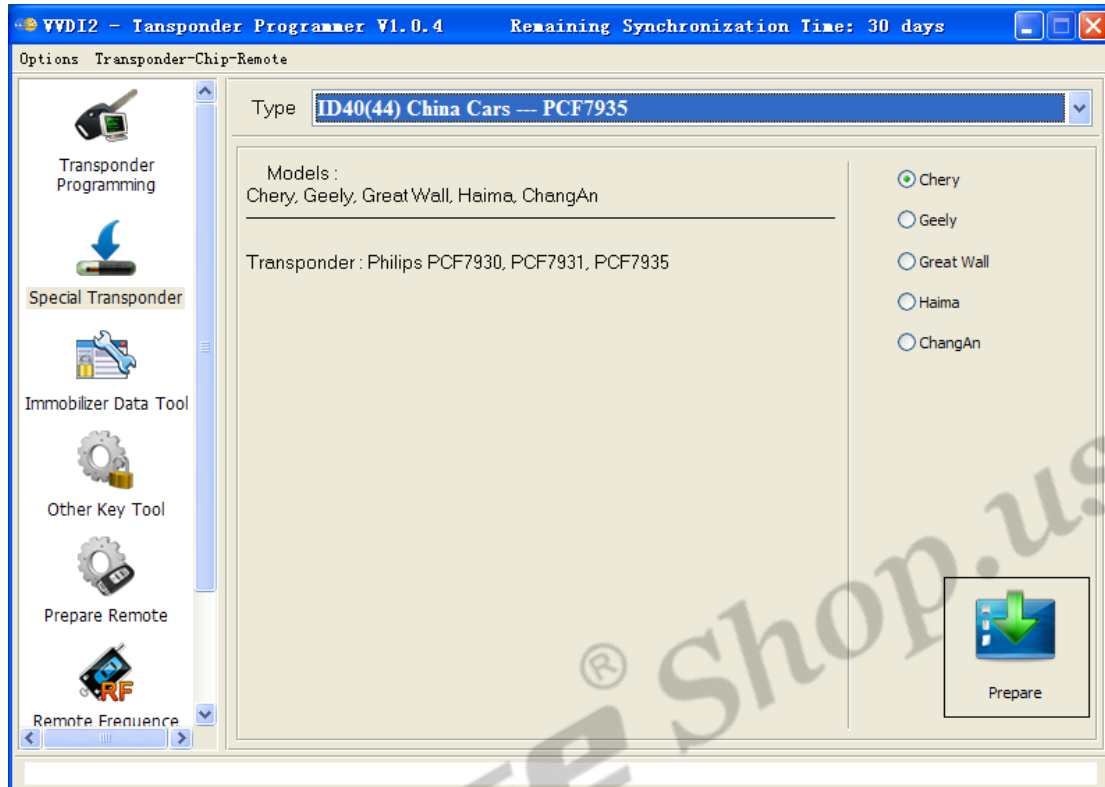 VVDI2 - Tansponder Programmer V1.0.4 Remaining Synchronization Time: 30 days
Options Transponder-Chip-Remote
Transponder
Programming
Special Transponder
Immobilizer Data Tool
Other Key Tool
Prepare Remote
RF
Remote Frequence
Type ID40(44) China Cars --- PCF7935
Models :
Chery, Geely, Great Wall, Haima, ChangAn
Transponder : Philips PCF7930, PCF7931, PCF7935
Chery
Geely
Great Wall
Haima
ChangAn
Prepare
® Shop.us